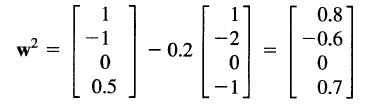 w² = [1 -1 0 0.5] - 0.2 [1 -2 0 -1] = [0.8 -0.6 0 0.7]